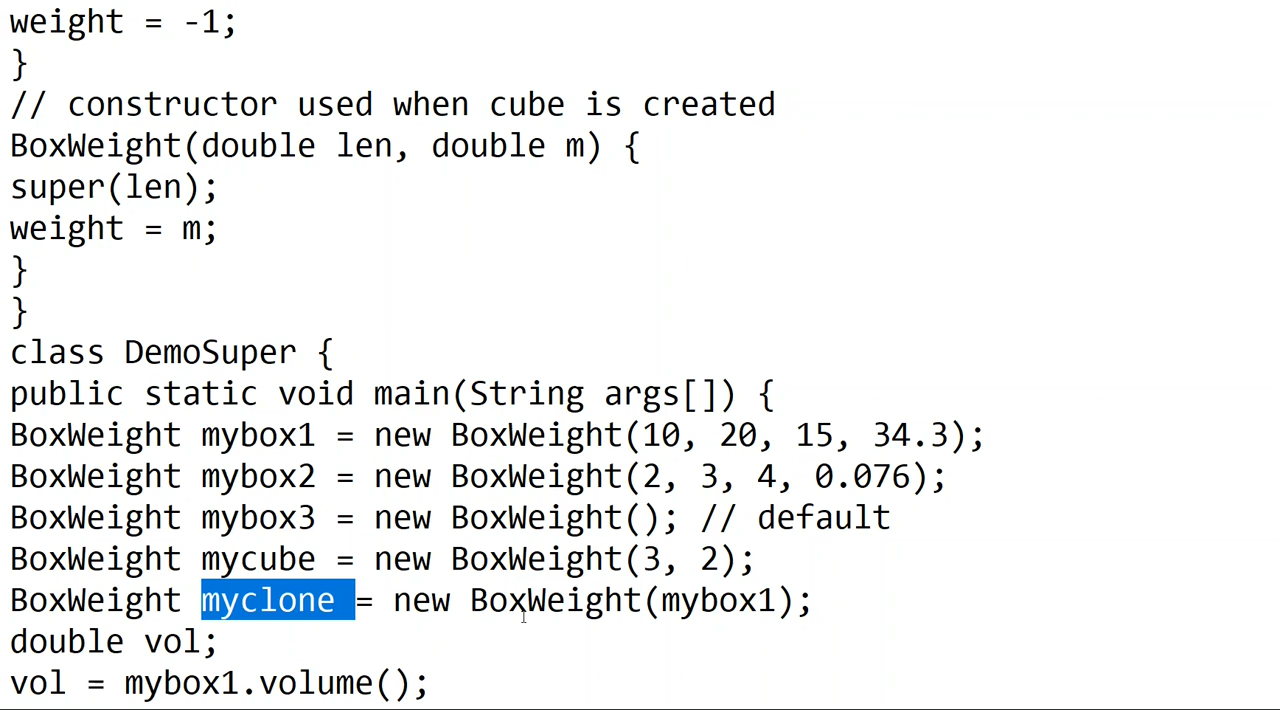 weight = -1;
}
// constructor used when cube is created
BoxWeight(double len, double m) {
super(len);
weight = m;
}
}
class DemoSuper {
public static void main(String args[]) {
BoxWeight mybox1 = new BoxWeight(10, 20, 15, 34.3);
BoxWeight mybox2 = new BoxWeight(2, 3, 4, 0.076);
BoxWeight mybox3 = new BoxWeight(); // default
BoxWeight mycube = new BoxWeight(3, 2);
BoxWeight myclone = new BoxWeight(mybox1);
double vol;
vol = mybox1.volume();